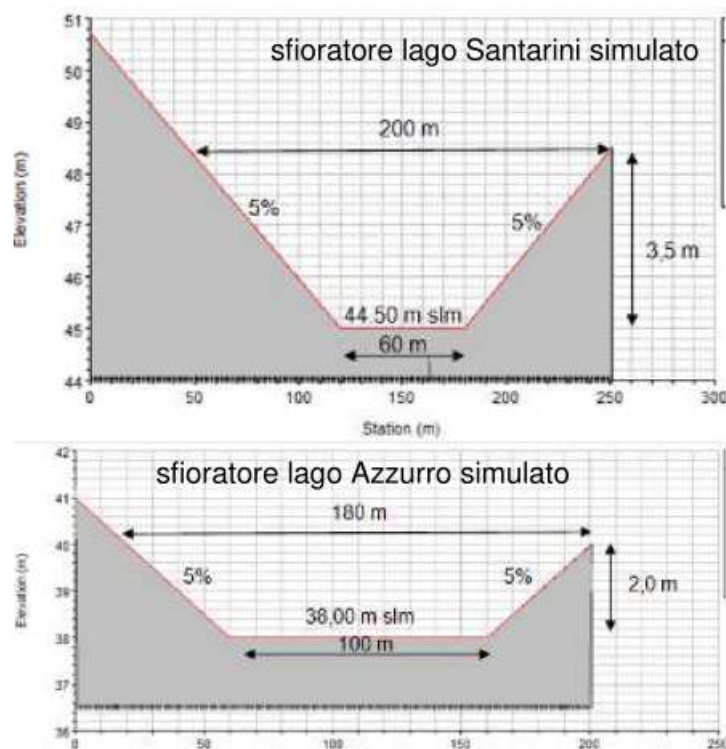 51
sfioratore lago Santarini simulato
50
200 m
49
48
5%
5%
47
3,5 m
46
44.50 m slm
45
60 m
44
Elevation (m)
0 50 100 150 200 250 300
Station (m)
42
sfioratore lago Azzurro simulato
41
180 m
40
5%
5%
2,0 m
39
38,00 m slm
38
100 m
37
36
Elevation (m)
0 50 100 150 200 250